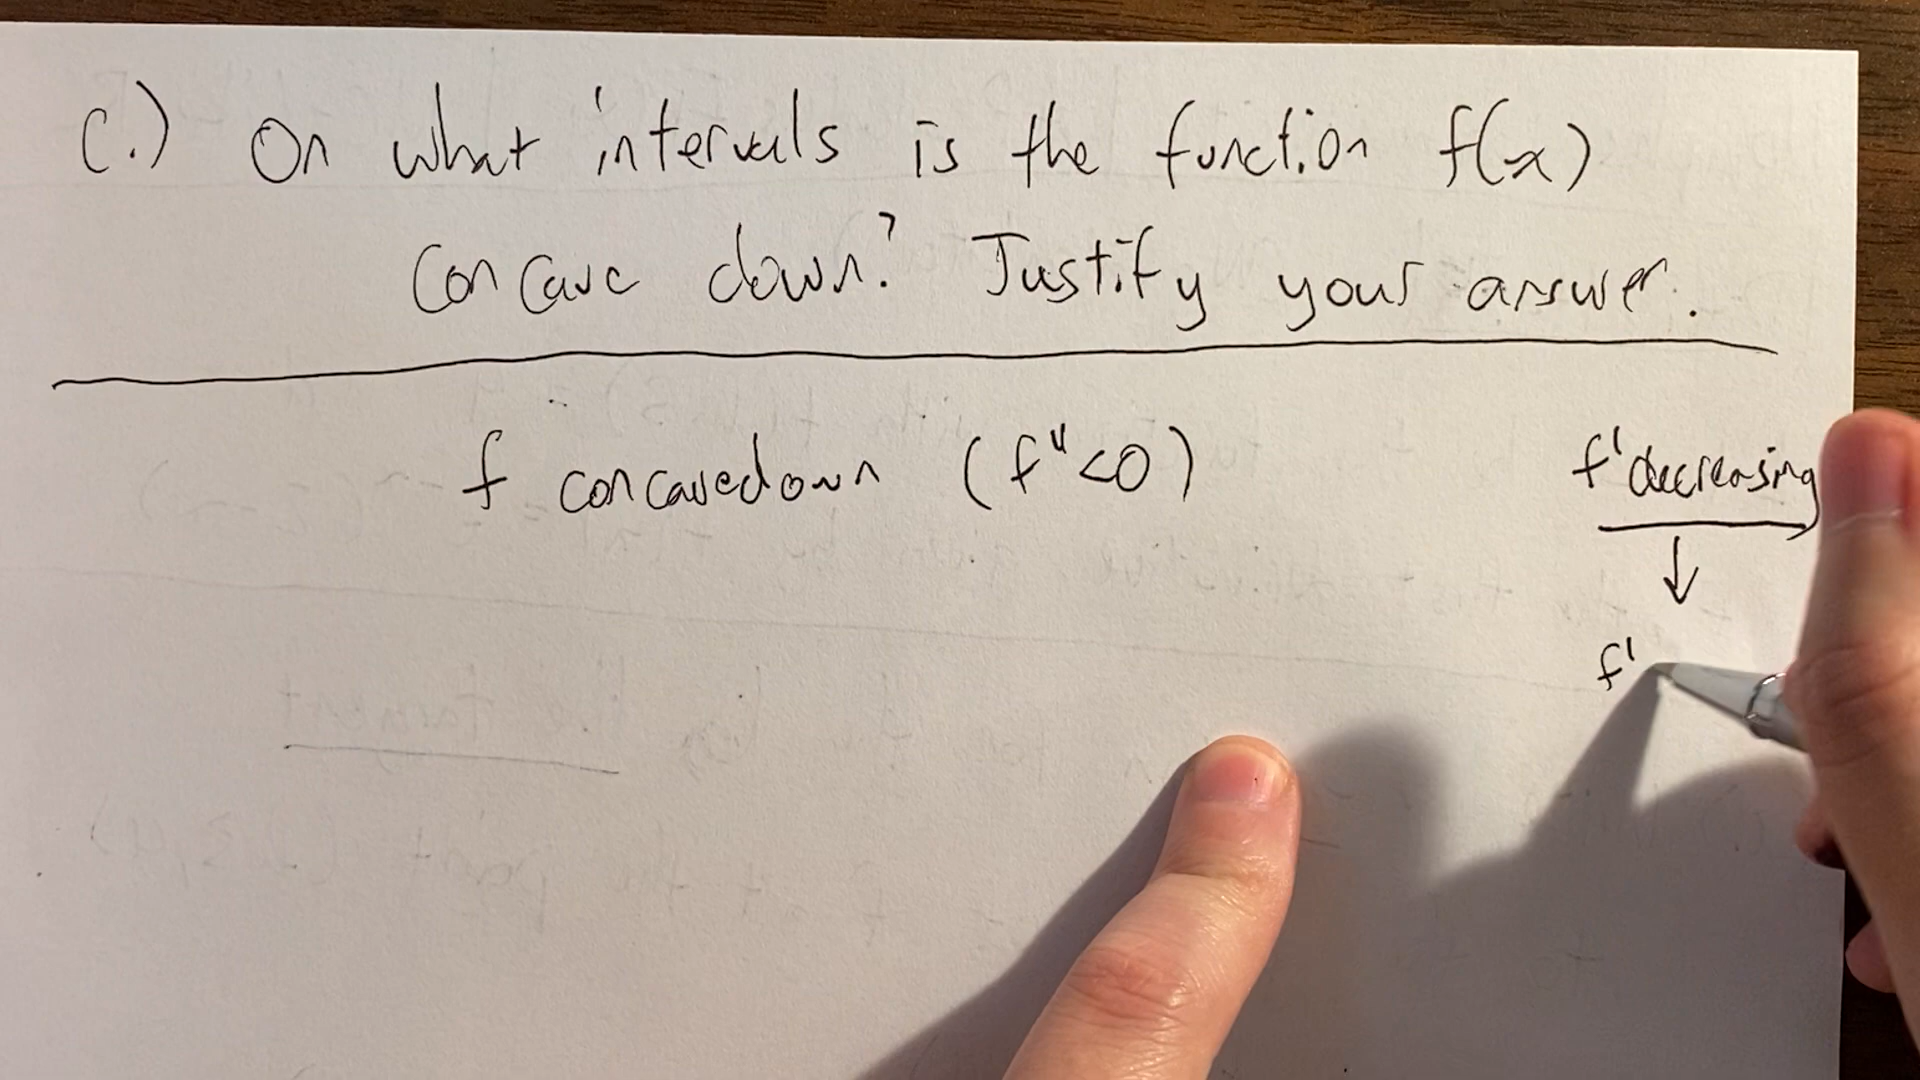 C.) On what intervals is the function f(x)
concave down? Justify your answer.
f concavedown (f"<0)
f' decreasing
↓
f'